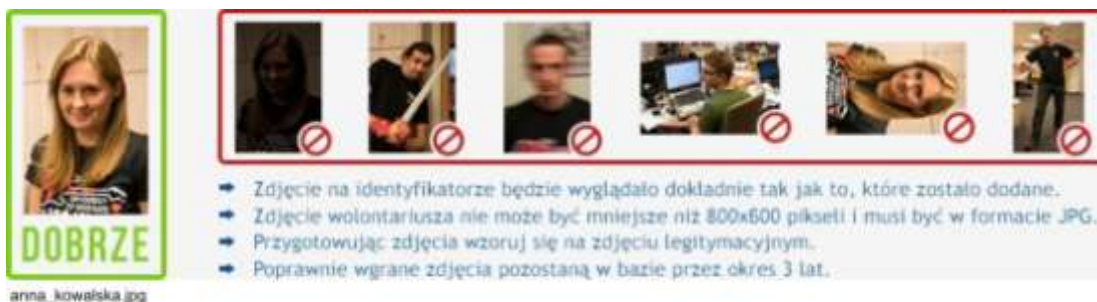 DOBRZE
anna_kowalska.jpg
Zdjęcie na identyfikatorze będzie wyglądało dokładnie tak jak to, które zostało dodane.
Zdjęcie wolontariusza nie może być mniejsze niż 800x600 pikseli i musi być w formacie JPG.
Przygotowując zdjęcia wzoruj się na zdjęciu legitymacyjnym.
Poprawnie wgrane zdjęcia pozostaną w bazie przez okres 3 lat.